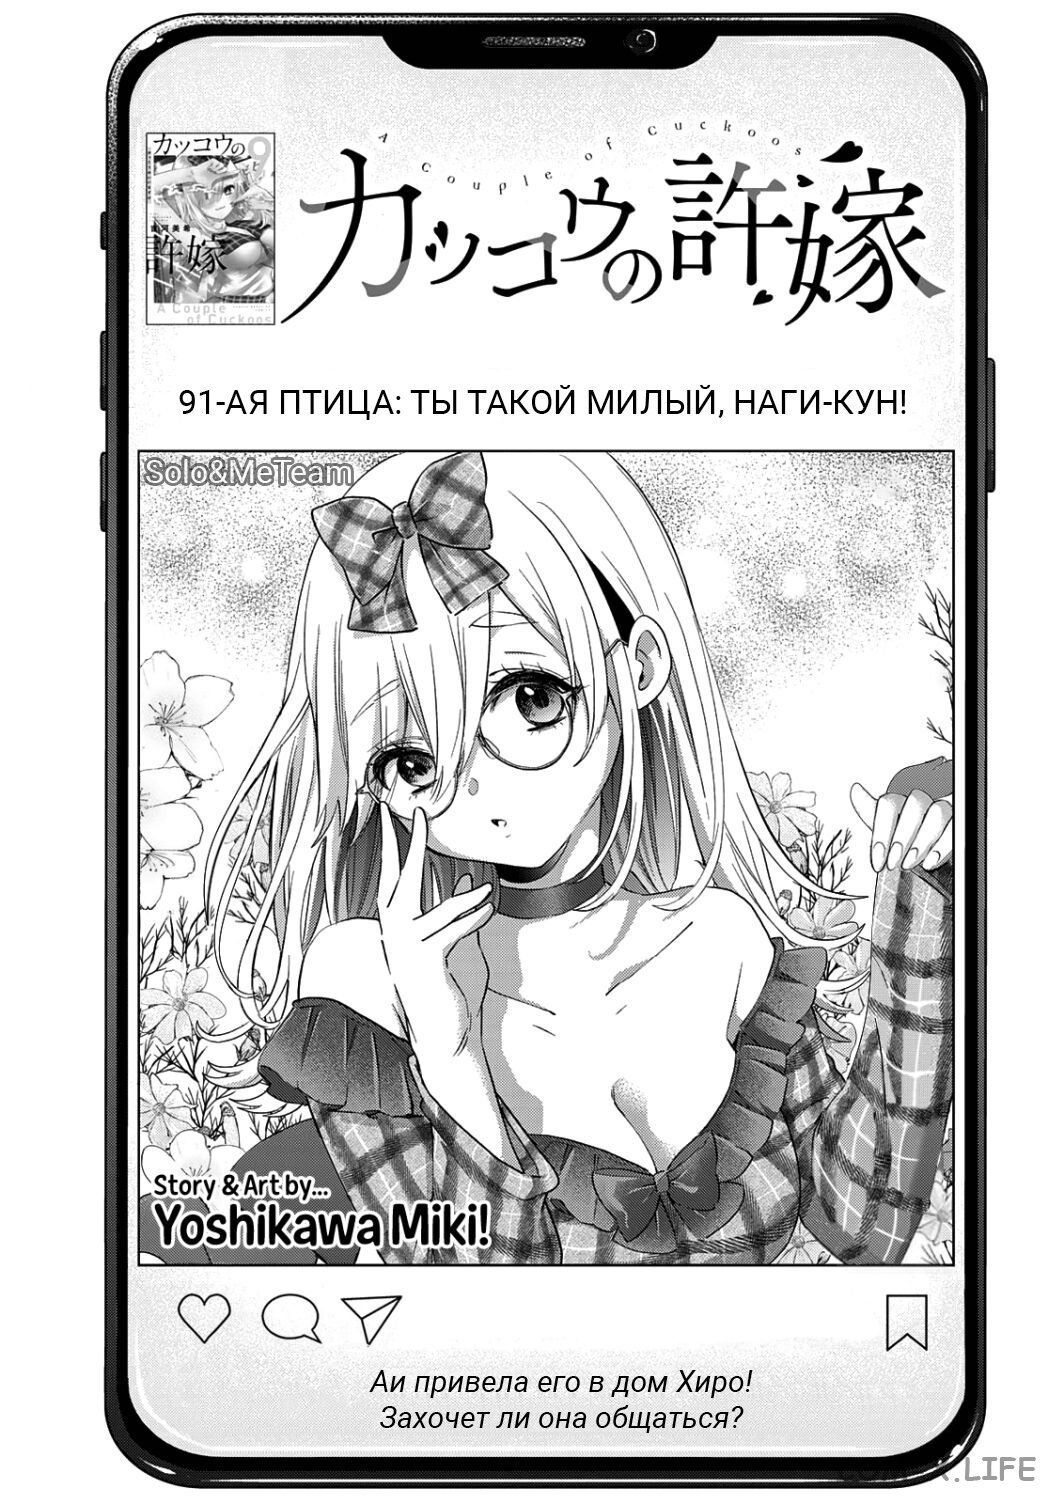 A Couple of Cuckoos
カッコウの許嫁
カッコウの 9
許嫁
A Couple
of Cuckoos
91-АЯ ПТИЦА: ТЫ ТАКОЙ МИЛЫЙ, НАГИ-КУН!
Solo&MeTeam
Story & Art by...
Yoshikawa Miki!
Аи привела его в дом Хиро!
Захочет ли она общаться?
.LIFE